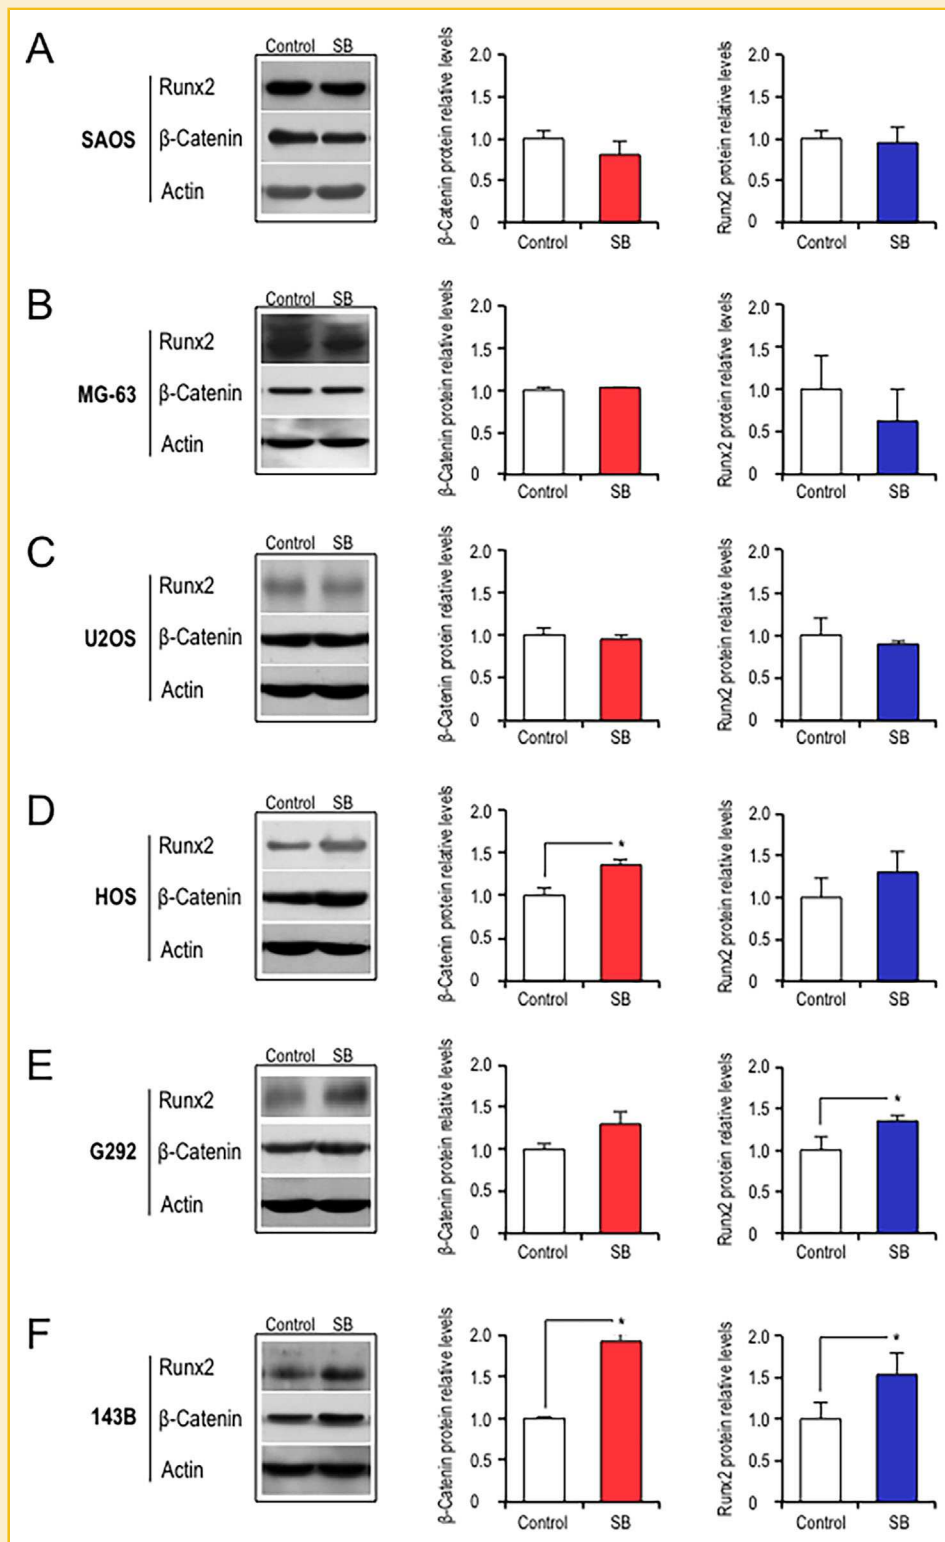 A
Control SB
Runx2
SAOS
β-Catenin
Actin
β-Catenin protein relative levels
2.0
1.5
1.0
0.5
0
Control SB
Runx2 protein relative levels
2.0
1.5
1.0
0.5
0
Control SB
B
Control SB
Runx2
MG-63
β-Catenin
Actin
β-Catenin protein relative levels
2.0
1.5
1.0
0.5
0
Control SB
Runx2 protein relative levels
2.0
1.5
1.0
0.5
0
Control SB
C
Control SB
Runx2
U2OS
β-Catenin
Actin
β-Catenin protein relative levels
2.0
1.5
1.0
0.5
0
Control SB
Runx2 protein relative levels
2.0
1.5
1.0
0.5
0
Control SB
D
Control SB
Runx2
HOS
β-Catenin
Actin
β-Catenin protein relative levels
2.0
1.5
1.0
0.5
0
*
Control SB
Runx2 protein relative levels
2.0
1.5
1.0
0.5
0
Control SB
E
Control SB
Runx2
G292
β-Catenin
Actin
β-Catenin protein relative levels
2.0
1.5
1.0
0.5
0
Control SB
Runx2 protein relative levels
2.0
1.5
1.0
0.5
0
*
Control SB
F
Control SB
Runx2
143B
β-Catenin
Actin
β-Catenin protein relative levels
2.0
1.5
1.0
0.5
0
*
Control SB
Runx2 protein relative levels
2.0
1.5
1.0
0.5
0
*
Control SB